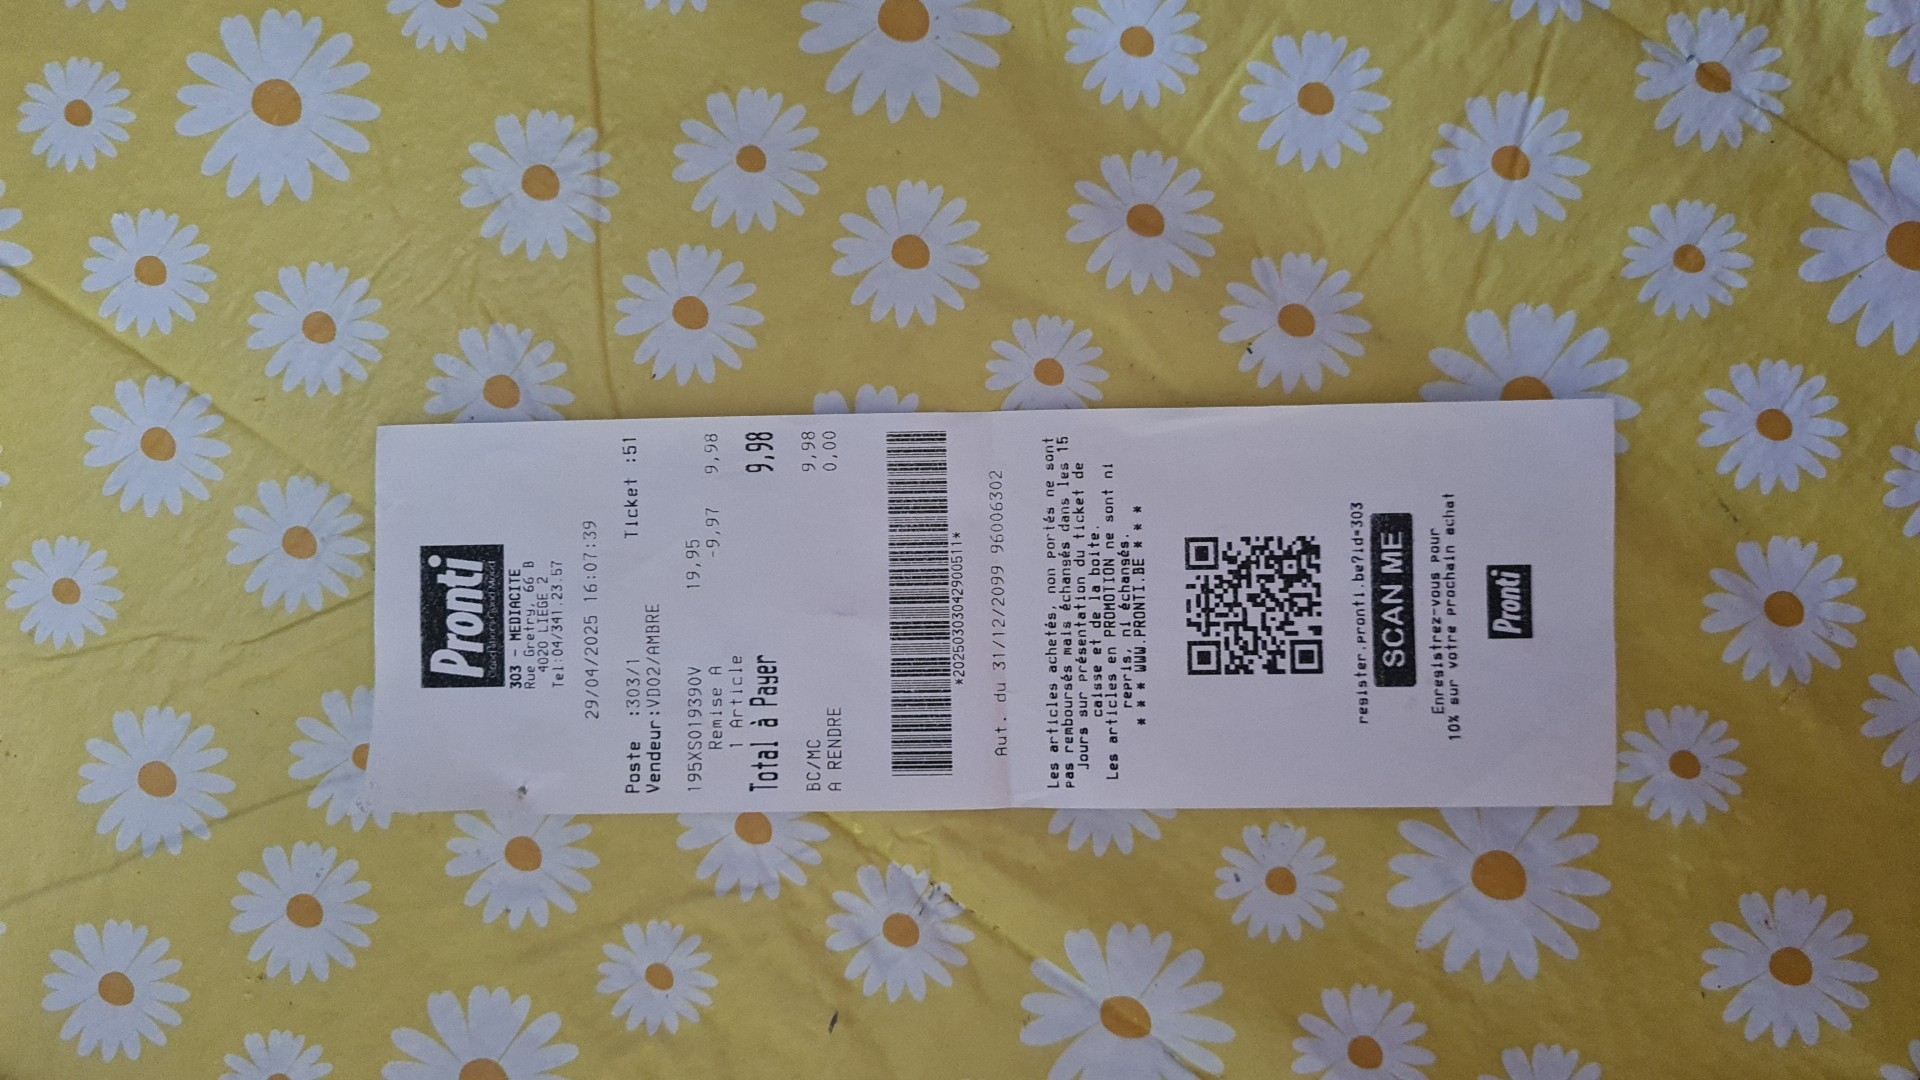 Pronti
303 - MEDIACITE
Rue Gretry, 66 B
4020 LIEGE 2
Tel:04/341.23.57
29/04/2025 16:07:39
Poste :303/1 Ticket :51
Vendeur:VD02/AMBRE
195XS019390V 19,95 9,98
Remise A -9,97
1 Article
Total à Payer 9,98
BC/MC 9,98
A RENDRE 0,00
*20250303042900511*
Aut. du 31/12/2099 96006302
Les articles achetés, non portés ne sont
pas remboursés mais échangés dans les 15
Jours sur présentation du ticket de
caisse et de la boite.
Les articles en PROMOTION ne sont ni
repris, ni échangés.
* * * WWW.PRONTI.BE * * *
register.pronti.be?id=303
SCAN ME
Enregistrez-vous pour
10% sur votre prochain achat
Pronti